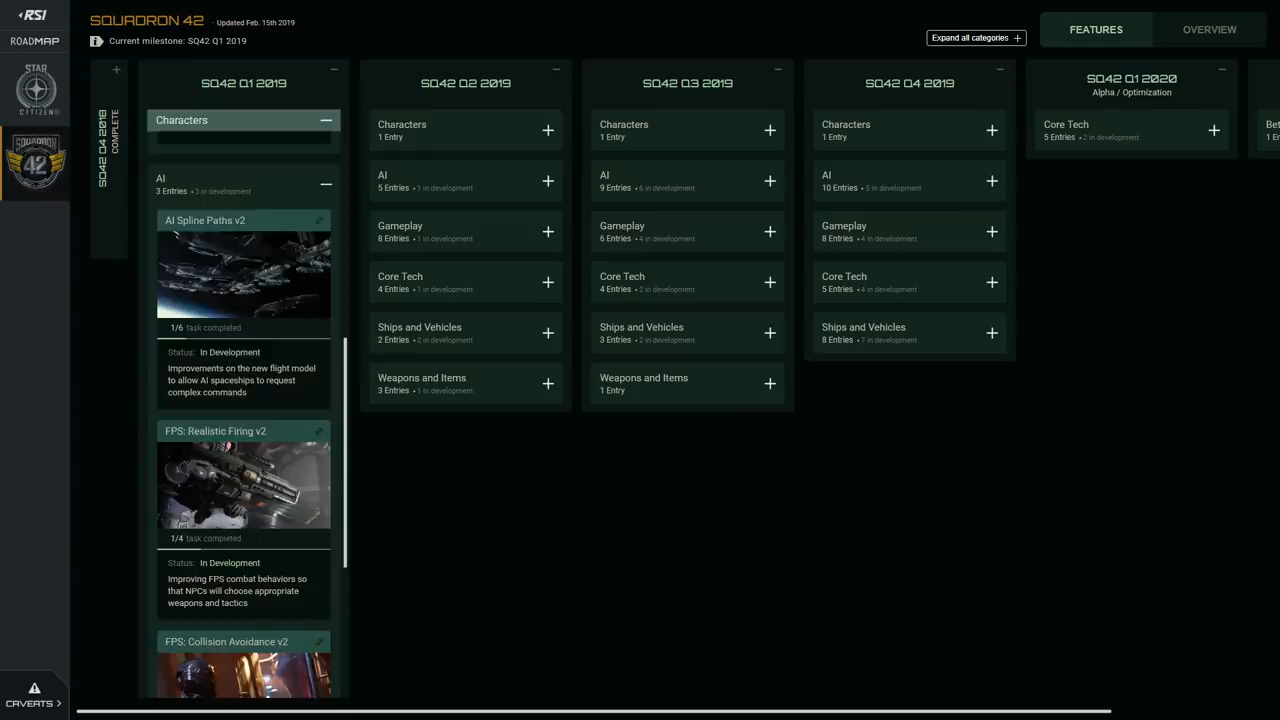 RSI
ROADMAP
STAR
CITIZEN
SQUADRON
42
CAVEATS
SQUADRON 42 · Updated Feb. 15th 2019
Current milestone: SQ42 Q1 2019
Expand all categories
FEATURES
OVERVIEW
SQ42 Q4 2018
COMPLETE
SQ42 Q1 2019
Characters
AI
3 Entries • 3 in development
AI Spline Paths v2
1/6 task completed
Status: In Development
Improvements on the new flight model
to allow AI spaceships to request
complex commands
FPS: Realistic Firing v2
1/4 task completed
Status: In Development
Improving FPS combat behaviors so
that NPCs will choose appropriate
weapons and tactics
FPS: Collision Avoidance v2
SQ42 Q2 2019
Characters
1 Entry
AI
5 Entries • 1 in development
Gameplay
8 Entries • 1 in development
Core Tech
4 Entries • 1 in development
Ships and Vehicles
2 Entries • 2 in development
Weapons and Items
3 Entries • 1 in development
SQ42 Q3 2019
Characters
1 Entry
AI
9 Entries • 6 in development
Gameplay
6 Entries • 4 in development
Core Tech
4 Entries • 2 in development
Ships and Vehicles
3 Entries • 2 in development
Weapons and Items
1 Entry
SQ42 Q4 2019
Characters
1 Entry
AI
10 Entries • 5 in development
Gameplay
8 Entries • 4 in development
Core Tech
5 Entries • 4 in development
Ships and Vehicles
8 Entries • 7 in development
SQ42 Q1 2020
Alpha / Optimization
Core Tech
5 Entries • 2 in development
Bet
1 En